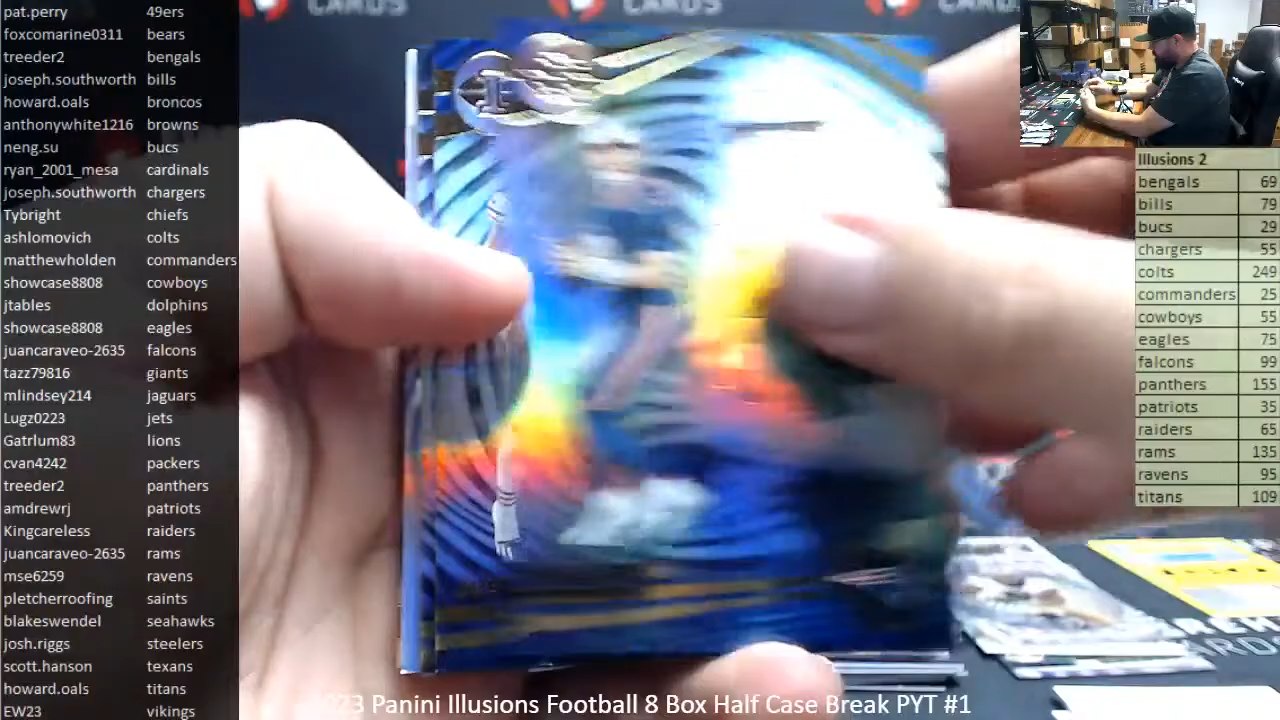 CARDS CARDS CARDS
pat.perry 49ers
foxcomarine0311 bears
treeder2 bengals
joseph.southworth bills
howard.oals broncos
anthonywhite1216 browns
neng.su bucs
ryan_2001_mesa cardinals
joseph.southworth chargers
Tybright chiefs
ashlomovich colts
matthewholden commanders
showcase8808 cowboys
jtables dolphins
showcase8808 eagles
juancaraveo-2635 falcons
tazz79816 giants
mlindsey214 jaguars
Lugz0223 jets
Gatrlum83 lions
cvan4242 packers
treeder2 panthers
amdrewrj patriots
Kingcareless raiders
juancaraveo-2635 rams
mse6259 ravens
pletcherroofing saints
blakeswendel seahawks
josh.riggs steelers
scott.hanson texans
howard.oals titans
EW23 vikings
Illusions 2
bengals 69
bills 79
bucs 29
chargers 55
colts 249
commanders 25
cowboys 55
eagles 75
falcons 99
panthers 155
patriots 35
raiders 65
rams 135
ravens 95
titans 109
23 Panini Illusions Football 8 Box Half Case Break PYT #1